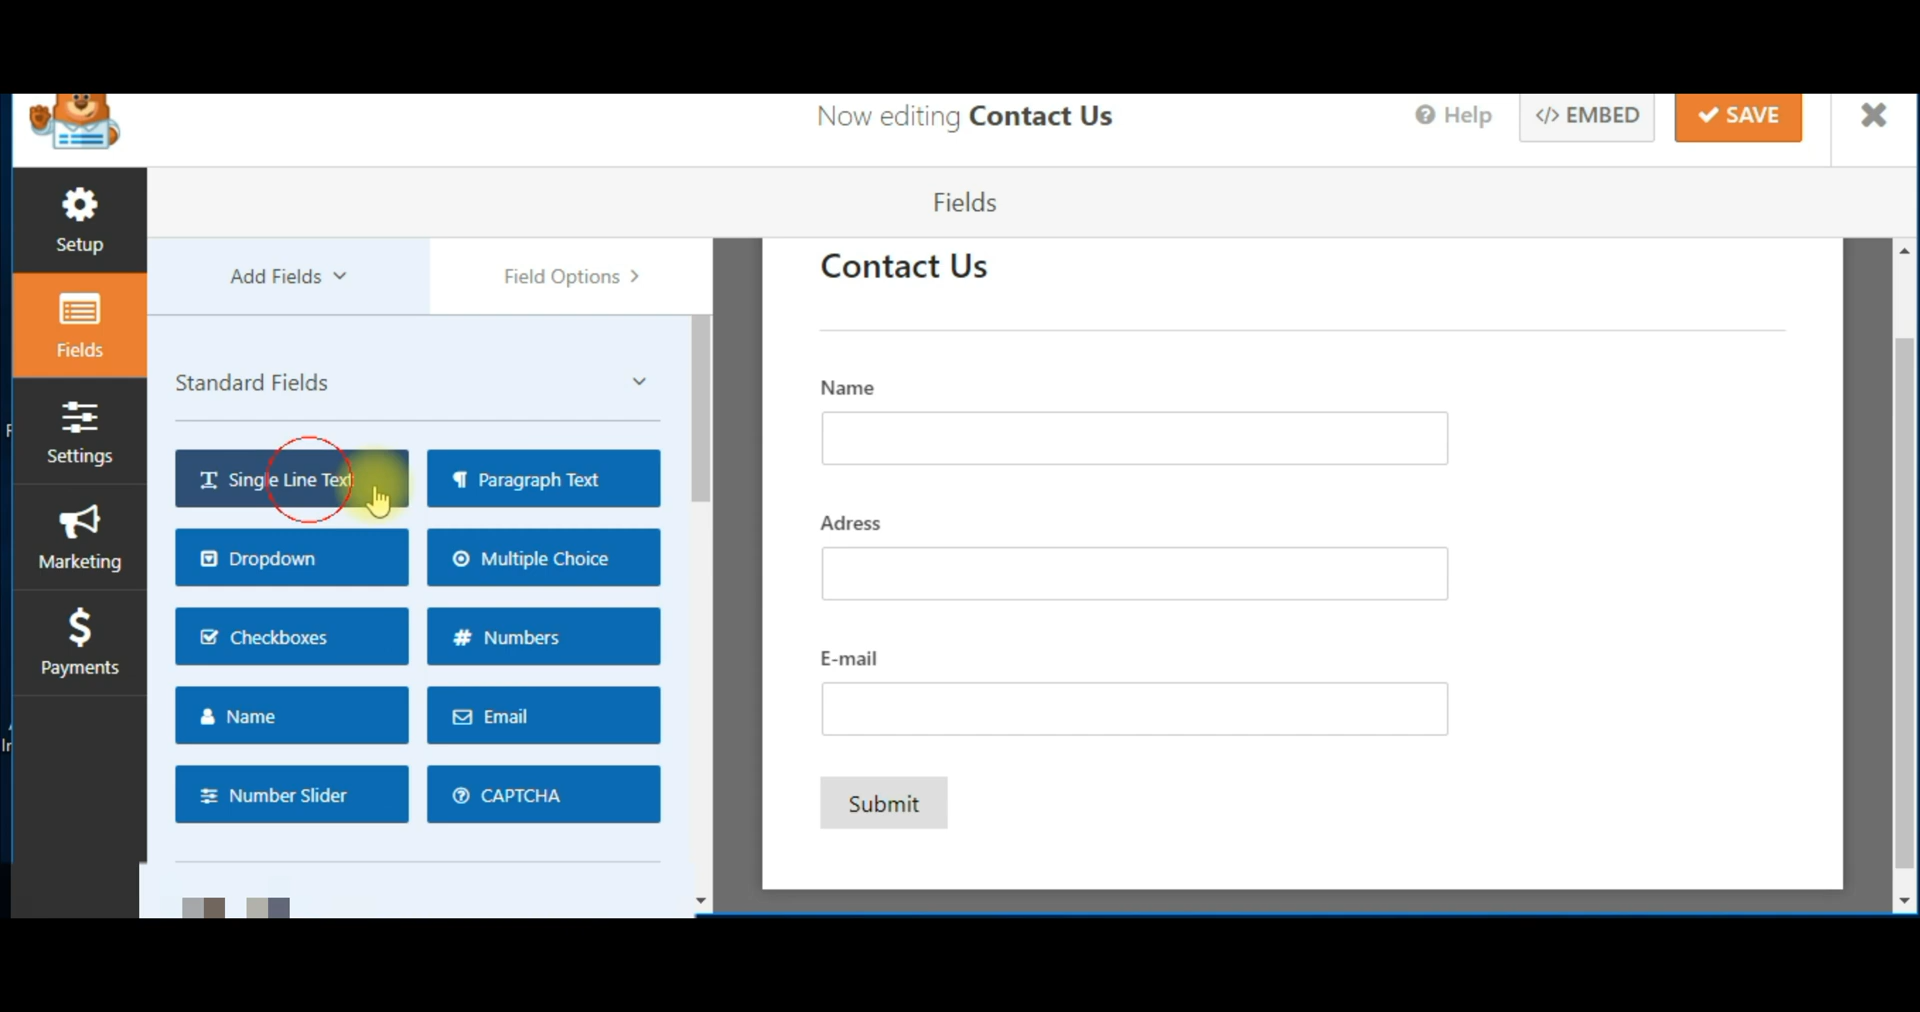 Now editing Contact Us
Help
</> EMBED
SAVE
Setup
Fields
Settings
Marketing
Payments
Fields
Add Fields
Field Options
Standard Fields
Single Line Text
Paragraph Text
Dropdown
Multiple Choice
Checkboxes
# Numbers
Name
Email
Number Slider
CAPTCHA
Contact Us
Name
Adress
E-mail
Submit